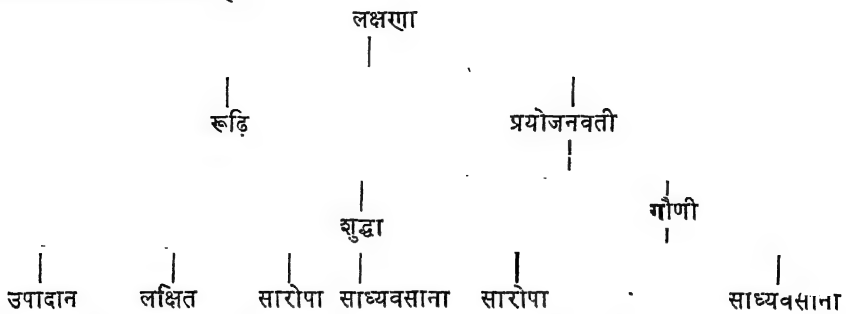 लक्षणा
रूढ़ि प्रयोजनवती
शुद्धा गौणी
उपादान लक्षित सारोपा साध्यवसाना सारोपा साध्यवसाना